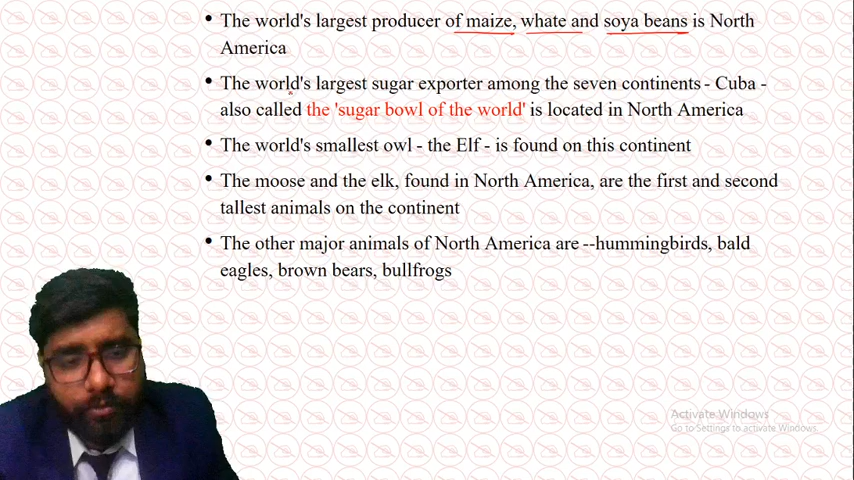 • The world's largest producer of maize, whate and soya beans is North
America
• The world's largest sugar exporter among the seven continents - Cuba -
also called the 'sugar bowl of the world' is located in North America
• The world's smallest owl - the Elf - is found on this continent
• The moose and the elk, found in North America, are the first and second
tallest animals on the continent
• The other major animals of North America are --hummingbirds, bald
eagles, brown bears, bullfrogs
Activate Windows
Go to Settings to activate Windows.